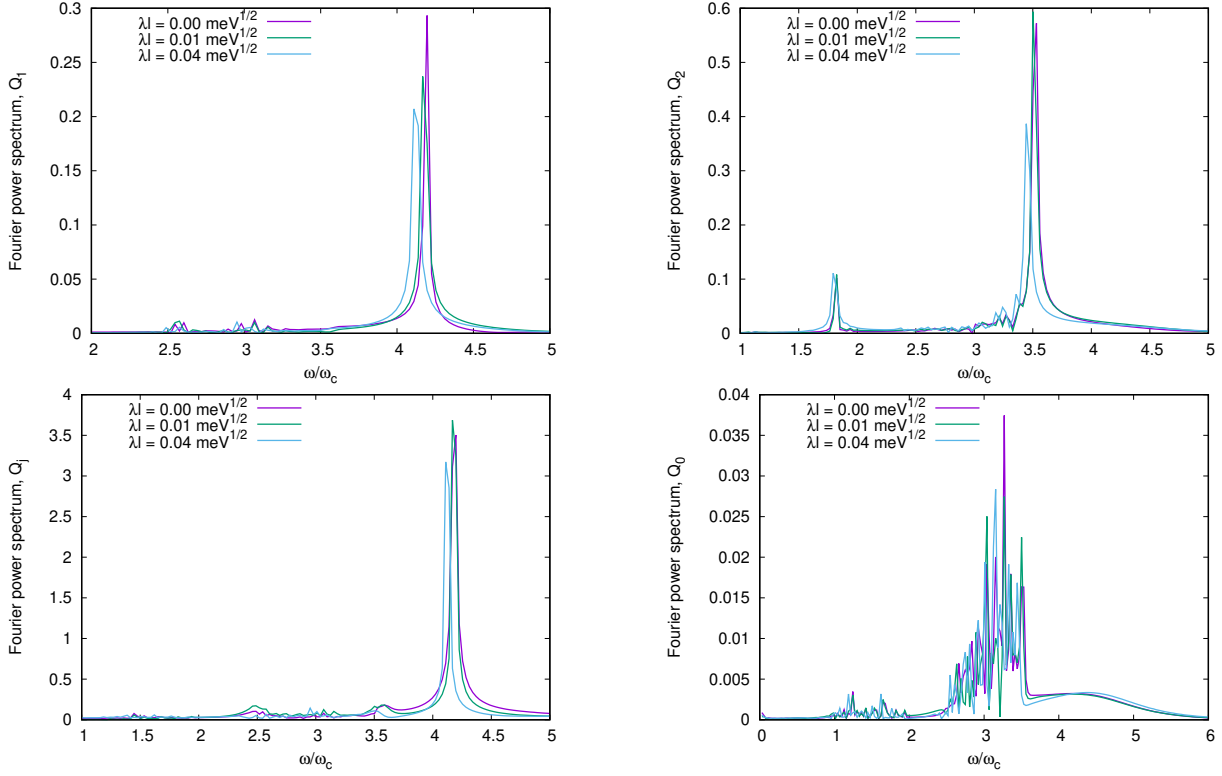 Fourier power spectrum, Q1
λl = 0.00 meV1/2
λl = 0.01 meV1/2
λl = 0.04 meV1/2
0.3
0.25
0.2
0.15
0.1
0.05
0
2 2.5 3 3.5 4 4.5 5
ω/ωc
Fourier power spectrum, Q2
λl = 0.00 meV1/2
λl = 0.01 meV1/2
λl = 0.04 meV1/2
0.6
0.5
0.4
0.3
0.2
0.1
0
1 1.5 2 2.5 3 3.5 4 4.5 5
ω/ωc
Fourier power spectrum, Qj
λl = 0.00 meV1/2
λl = 0.01 meV1/2
λl = 0.04 meV1/2
4
3.5
3
2.5
2
1.5
1
0.5
0
1 1.5 2 2.5 3 3.5 4 4.5 5
ω/ωc
Fourier power spectrum, Q0
λl = 0.00 meV1/2
λl = 0.01 meV1/2
λl = 0.04 meV1/2
0.04
0.035
0.03
0.025
0.02
0.015
0.01
0.005
0
0 1 2 3 4 5 6
ω/ωc